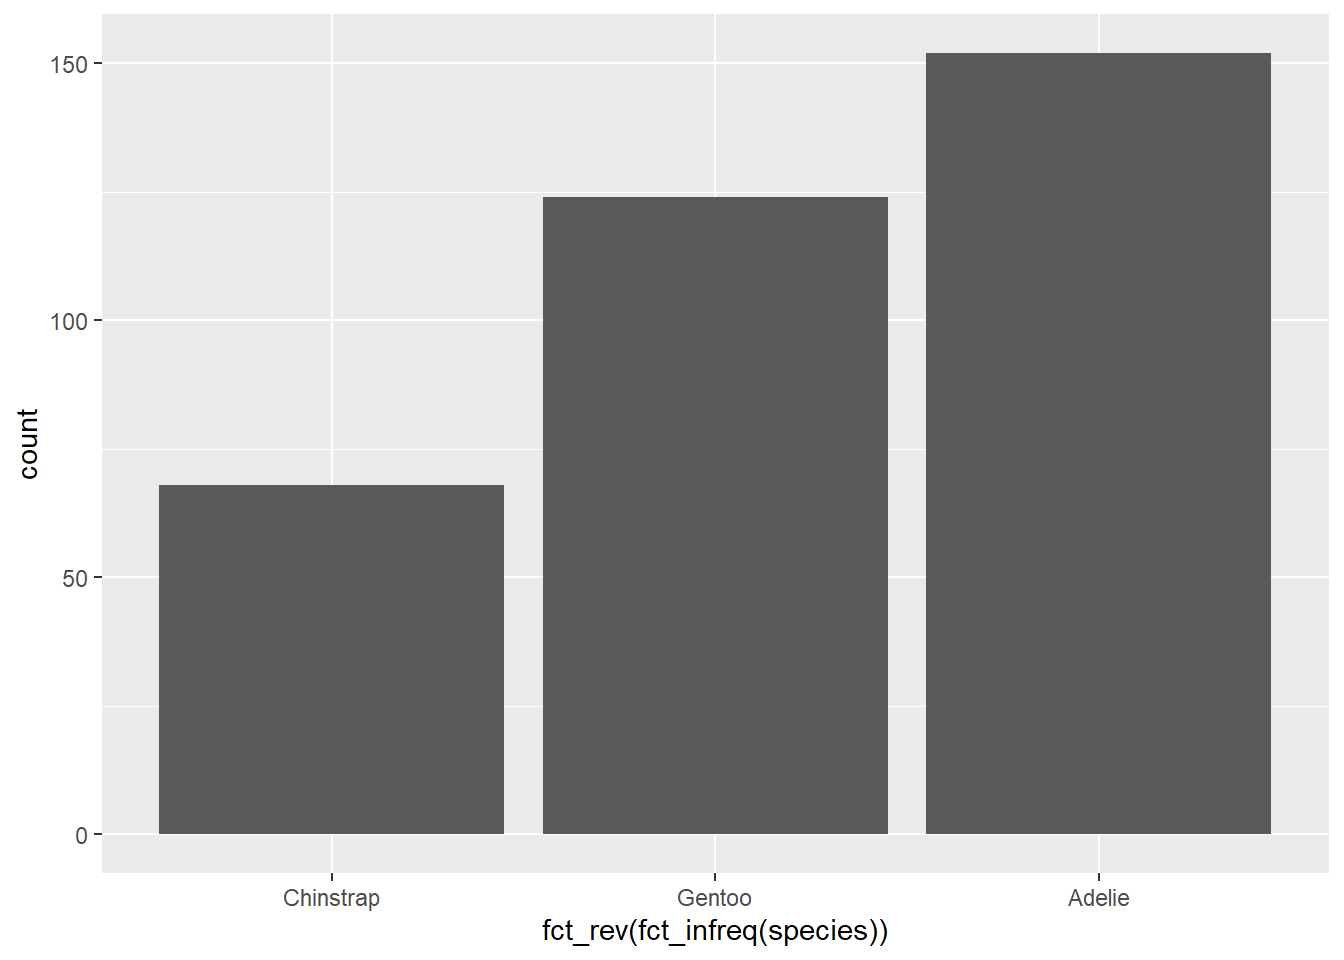 150
100
50
0
count
Chinstrap
Gentoo
Adelie
fct_rev(fct_infreq(species))